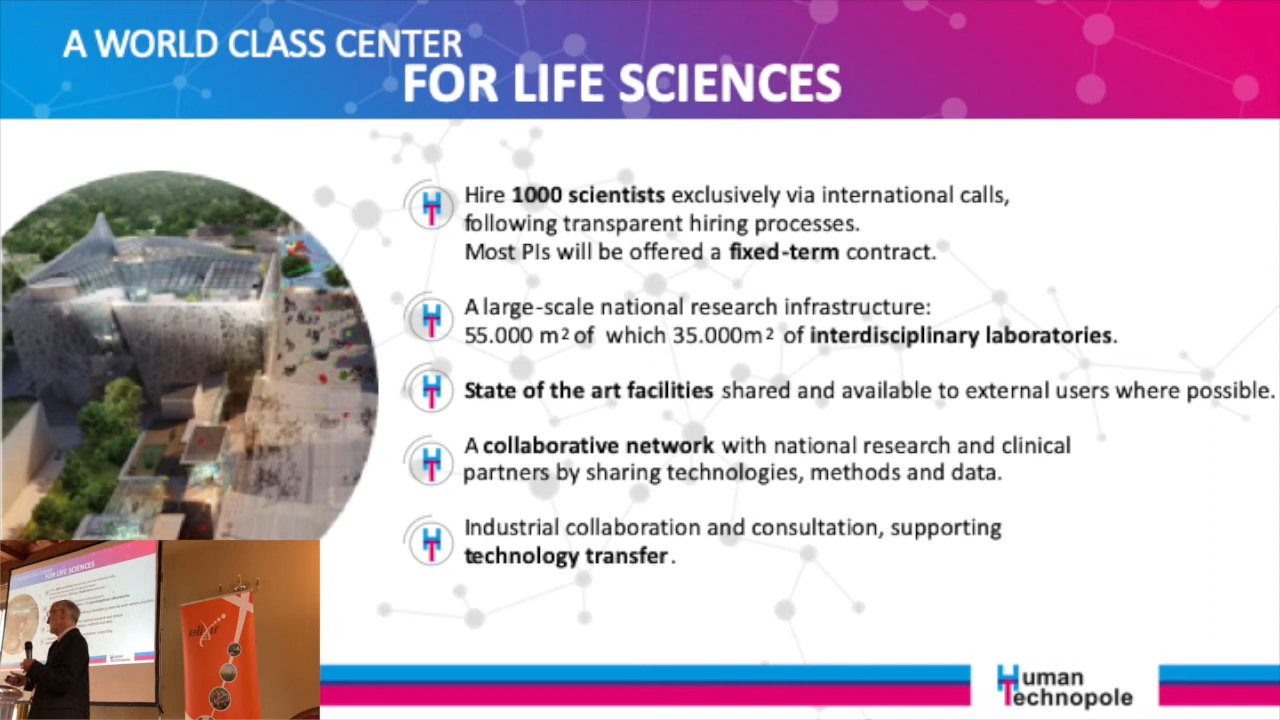 A WORLD CLASS CENTER
FOR LIFE SCIENCES
Hire 1000 scientists exclusively via international calls,
following transparent hiring processes.
Most PIs will be offered a fixed-term contract.
A large-scale national research infrastructure:
55.000 m² of which 35.000m² of interdisciplinary laboratories.
State of the art facilities shared and available to external users where possible.
A collaborative network with national research and clinical
partners by sharing technologies, methods and data.
Industrial collaboration and consultation, supporting
technology transfer.
FOR LIFE SCIENCES
elixir
Human
Technopole